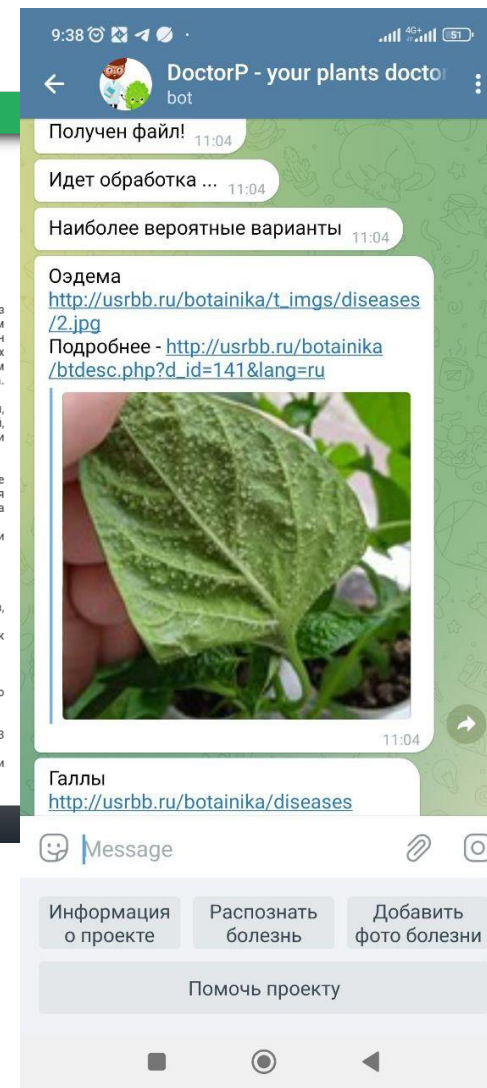 9:38
4G+
51
DoctorP - your plants docto
bot
Получен файл! 11:04
Идет обработка ... 11:04
Наиболее вероятные варианты 11:04
Оэдема
http://usrbb.ru/botainika/t_imgs/diseases
/2.jpg
Подробнее - http://usrbb.ru/botainika
/btdesc.php?d_id=141&lang=ru
11:04
Галлы
http://usrbb.ru/botainika/diseases
Message
Информация
о проекте
Распознать
болезнь
Добавить
фото болезни
Помочь проекту